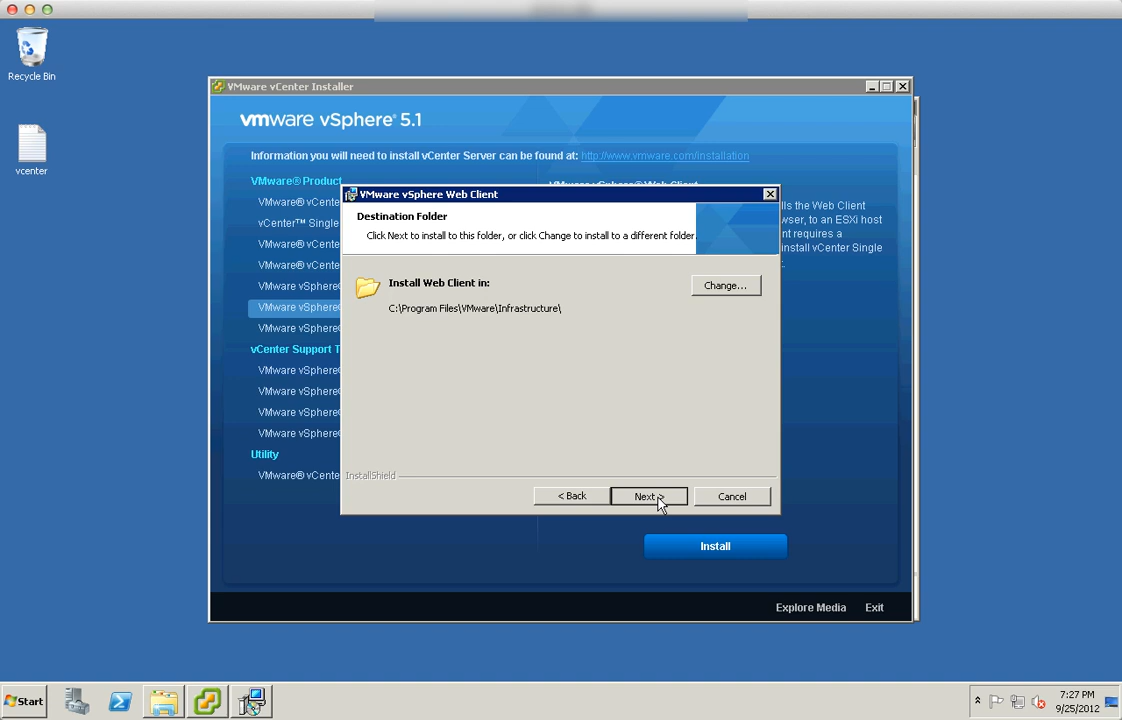 Recycle Bin
vcenter
VMware vCenter Installer
vmware vSphere® 5.1
Information you will need to install vCenter Server can be found at: http://www.vmware.com/installation
VMware® Product
VMware® vCente
vCenter™ Single
VMware® vCente
VMware® vCente
VMware vSphere®
VMware vSphere®
VMware vSphere®
vCenter Support T
VMware vSphere®
VMware vSphere®
VMware vSphere®
VMware vSphere®
Utility
VMware® vCente
VMware® vSphere® Web Client
lls the Web Client
wser, to an ESXi host
nt requires a
install vCenter Single
VMware vSphere Web Client
Destination Folder
Click Next to install to this folder, or click Change to install to a different folder.
Install Web Client in:
Change...
C:\Program Files\VMware\Infrastructure\
InstallShield
< Back
Next >
Cancel
Install
Explore Media
Exit
Start
7:27 PM
9/25/2012